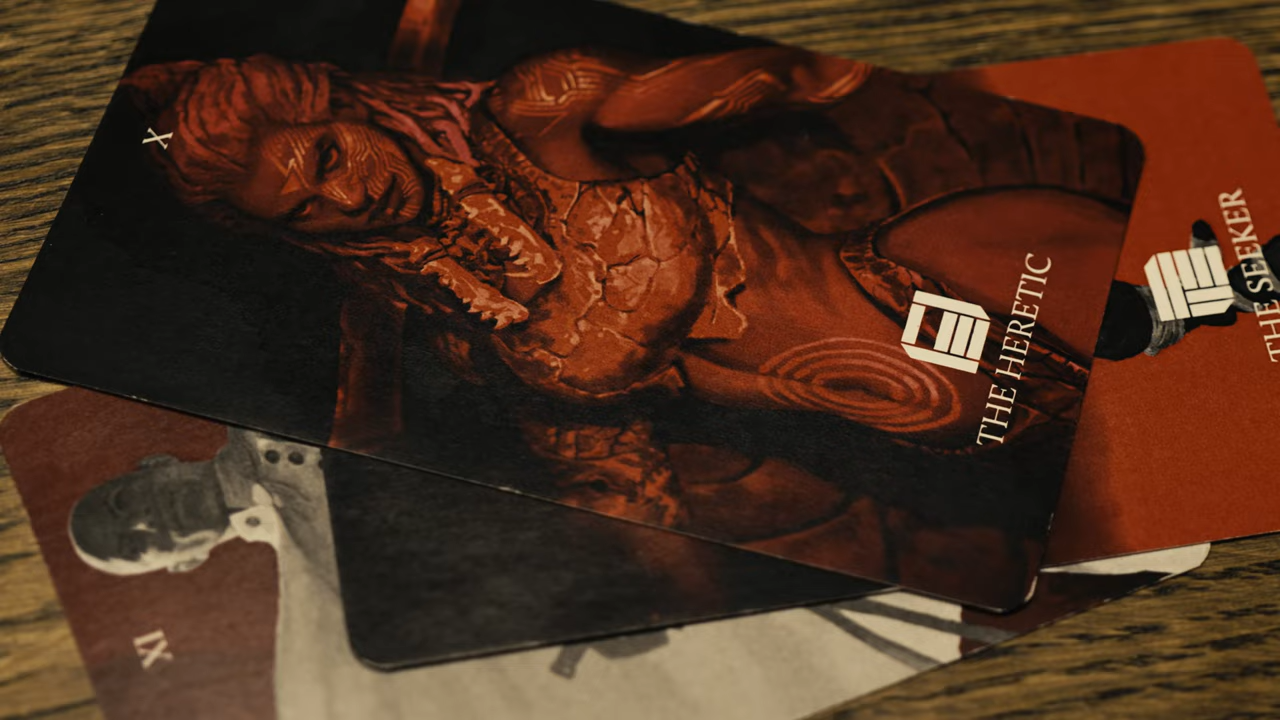 X
THE HERETIC
THE SEEKER
XI